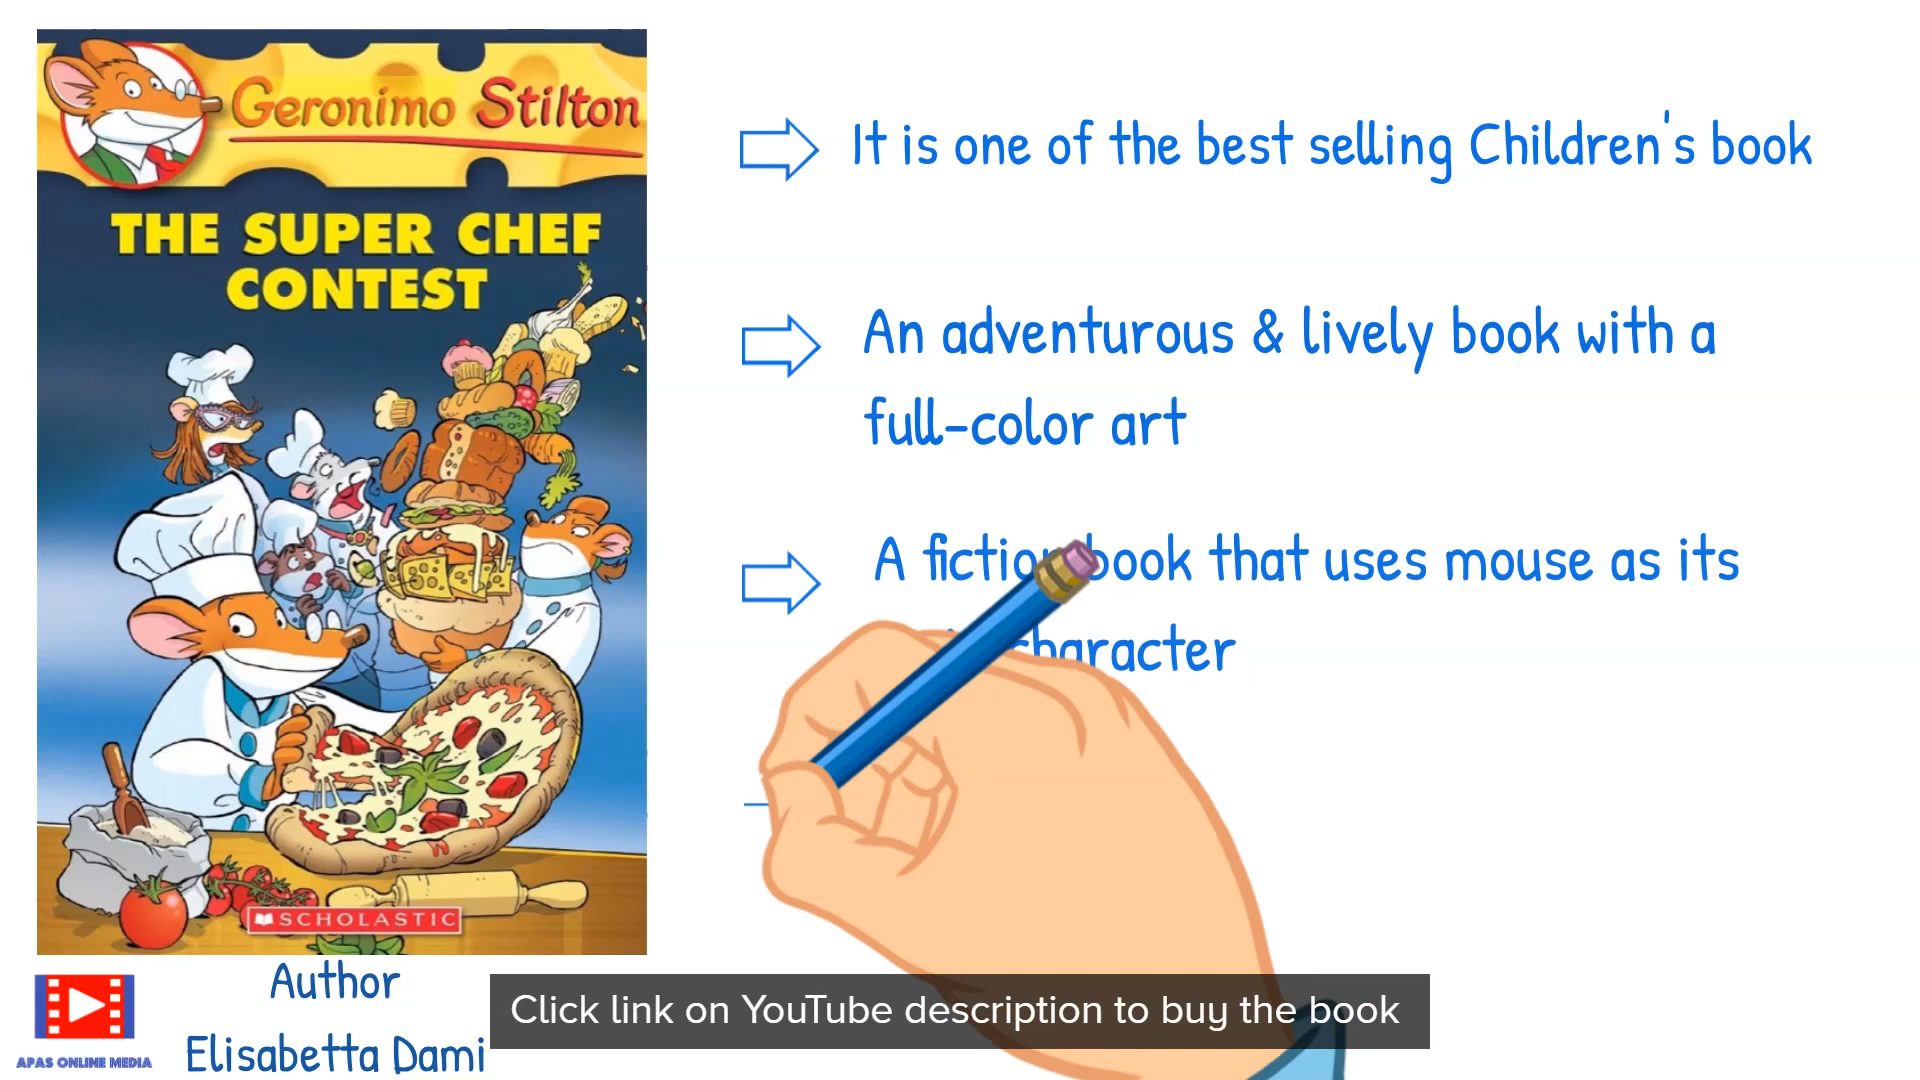 Geronimo Stilton
THE SUPER CHEF
CONTEST
SCHOLASTIC
Author
Elisabetta Dami
APAS ONLINE MEDIA
It is one of the best selling Children's book
An adventurous & lively book with a
full-color art
A fiction book that uses mouse as its
character
Click link on YouTube description to buy the book